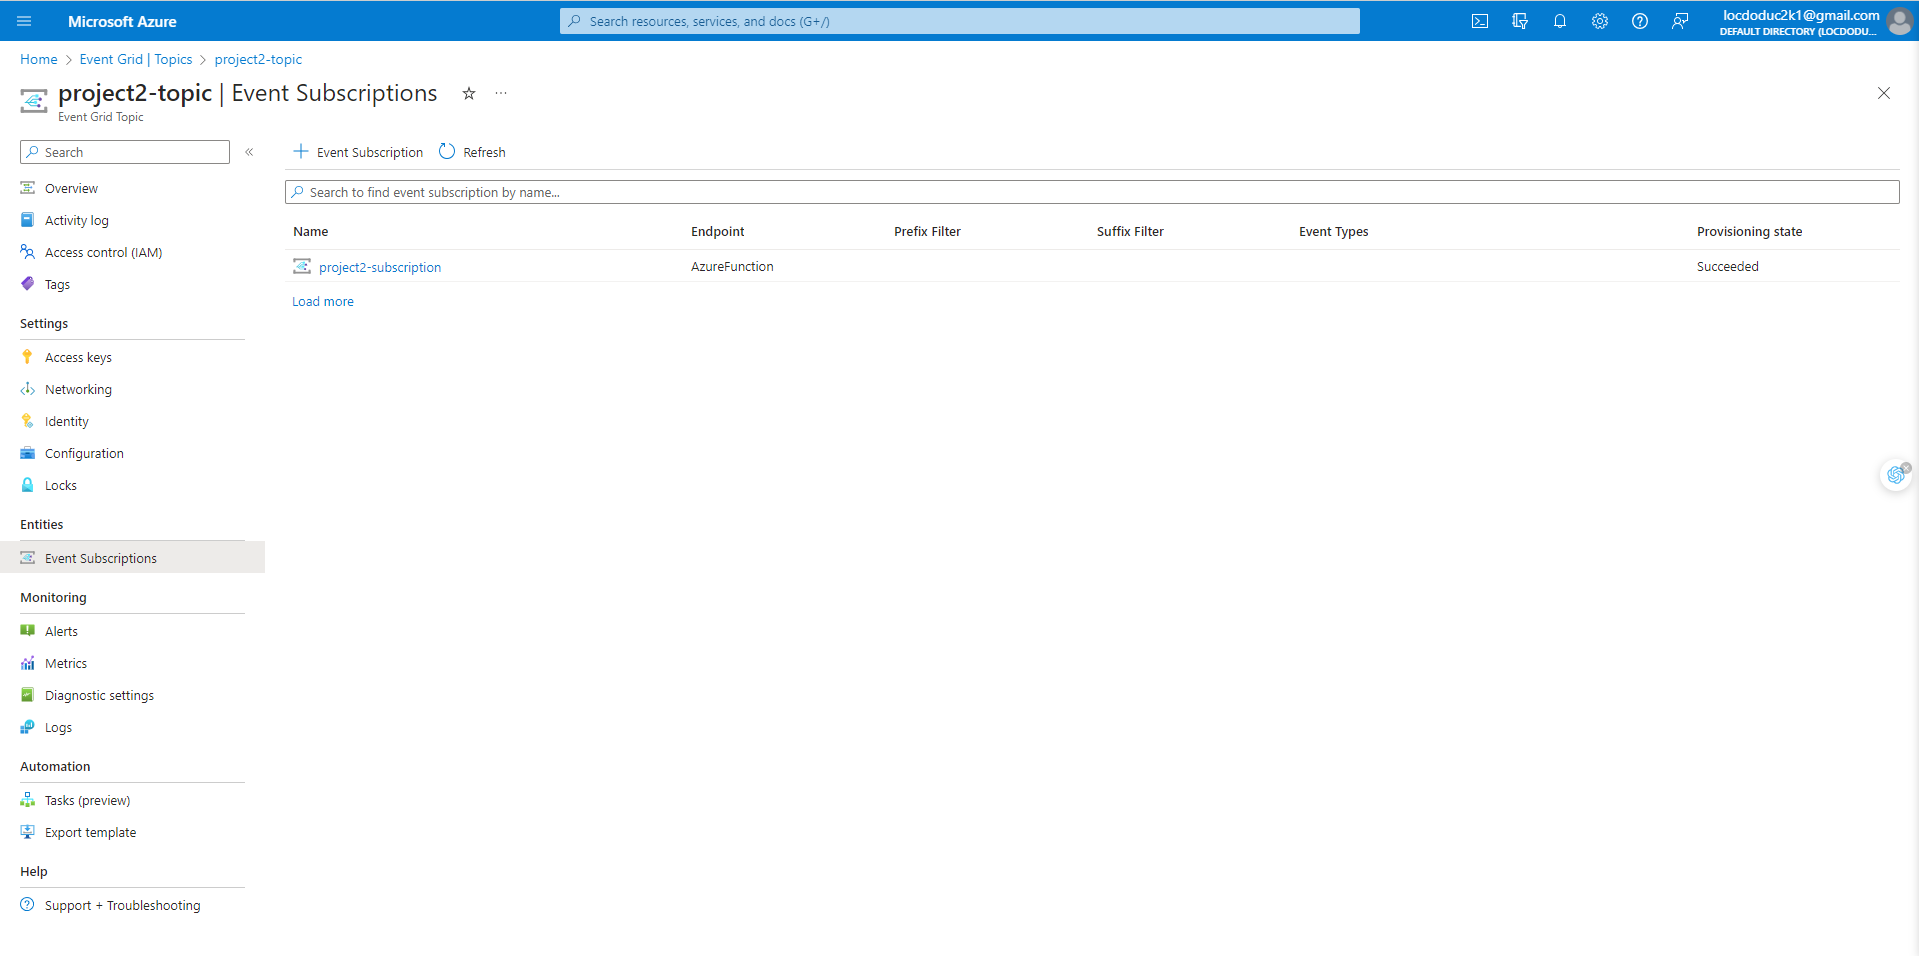 Microsoft Azure
Search resources, services, and docs (G+/)
locdoduc2k1@gmail.com
DEFAULT DIRECTORY (LOCDODU...
Home > Event Grid | Topics > project2-topic
project2-topic | Event Subscriptions ...
Event Grid Topic
Search «
+ Event Subscription Refresh
Search to find event subscription by name...
Name Endpoint Prefix Filter Suffix Filter Event Types Provisioning state
project2-subscription AzureFunction Succeeded
Load more
Overview
Activity log
Access control (IAM)
Tags
Settings
Access keys
Networking
Identity
Configuration
Locks
Entities
Event Subscriptions
Monitoring
Alerts
Metrics
Diagnostic settings
Logs
Automation
Tasks (preview)
Export template
Help
Support + Troubleshooting